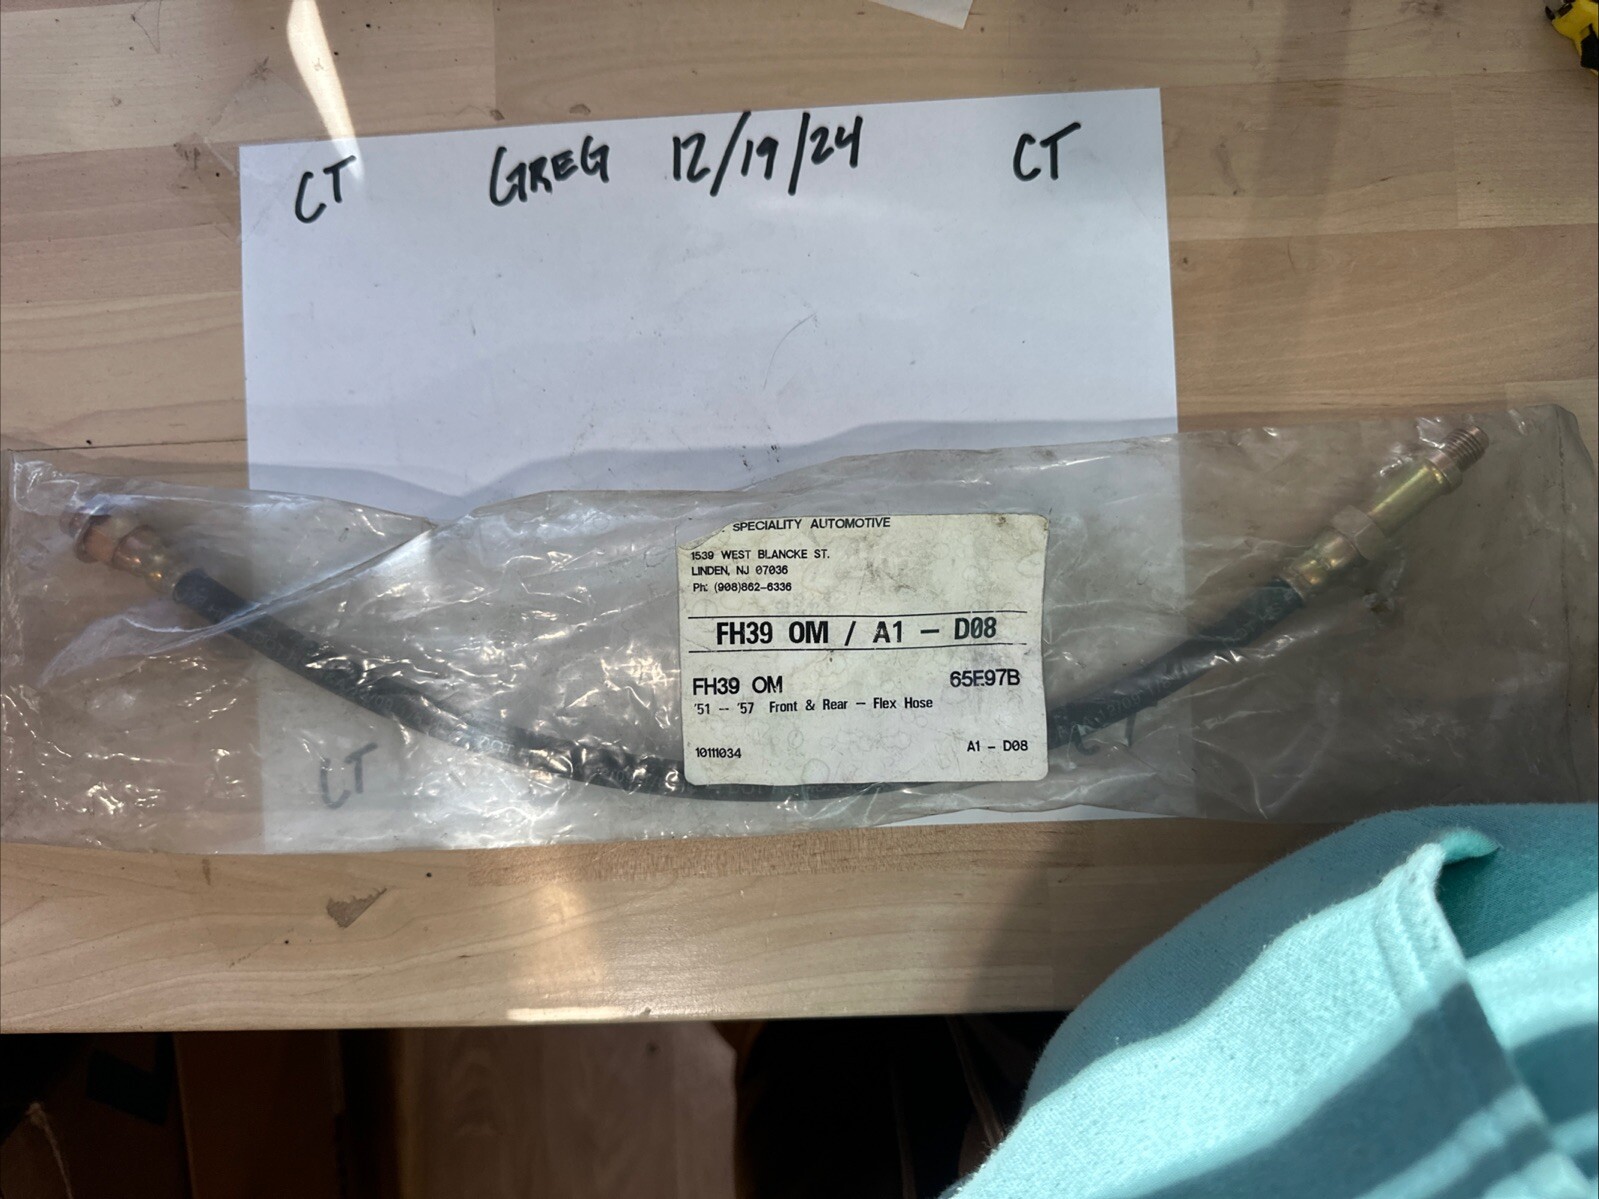 CT GREG 12/19/24 CT
SPECIALITY AUTOMOTIVE
1539 WEST BLANCKE ST.
LINDEN, NJ 07036
Ph: (908)862-6336
FH39 OM / A1 - D08
FH39 OM 65E97B
'51 - '57 Front & Rear - Flex Hose
10111034 A1 - D08
CT
CT